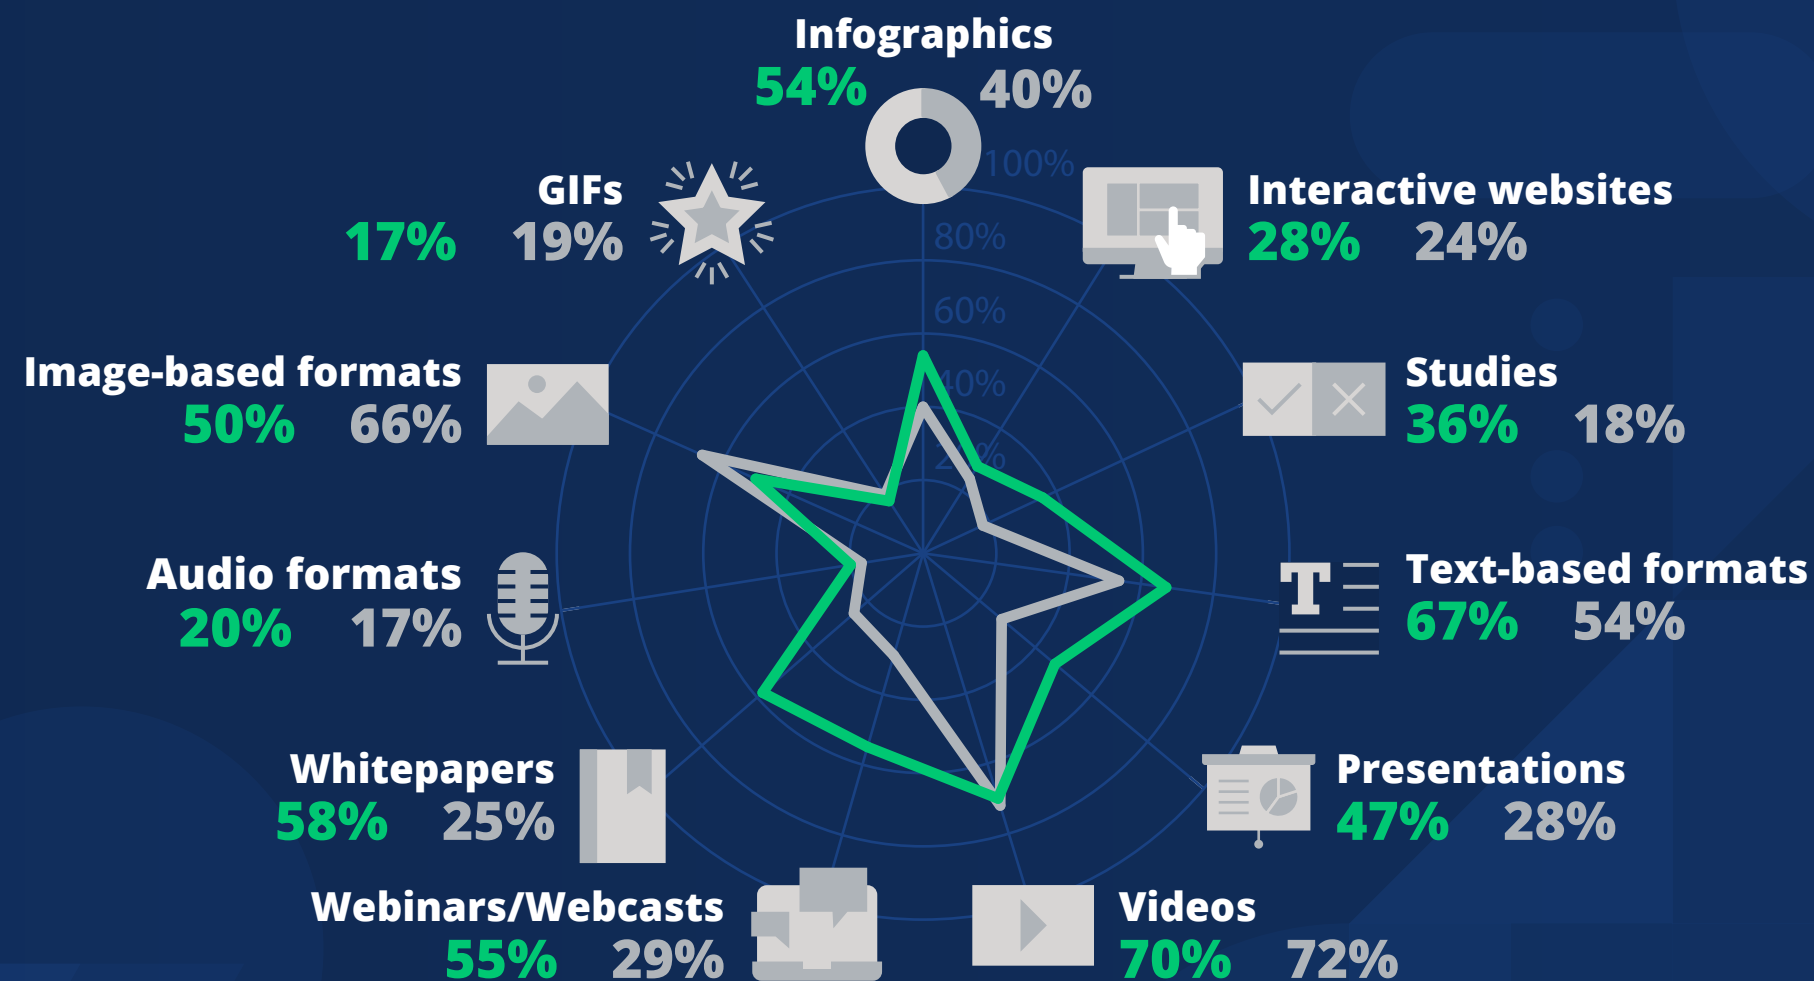 Infographics
54% 40%
100%
80%
60%
40%
20%
GIFs
17% 19%
Interactive websites
28% 24%
Image-based formats
50% 66%
Studies
36% 18%
Audio formats
20% 17%
Text-based formats
67% 54%
Whitepapers
58% 25%
Presentations
47% 28%
Webinars/Webcasts
55% 29%
Videos
70% 72%